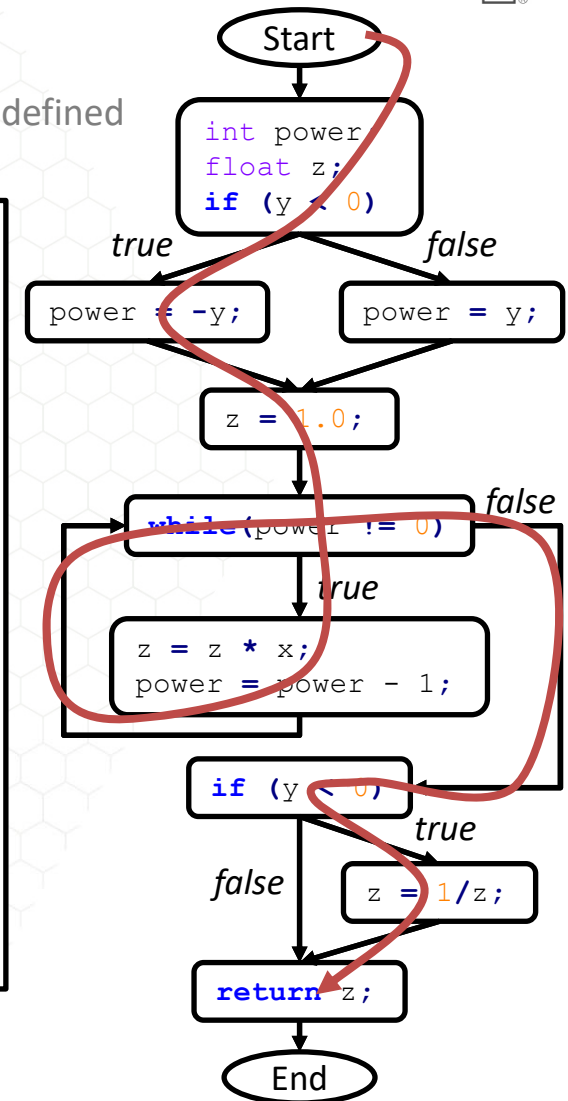 Start
defined
int power;
float z;
if (y < 0)
true
false
power = -y;
power = y;
z = 1.0;
while(power != 0)
false
true
z = z * x;
power = power - 1;
if (y < 0)
true
false
z = 1/z;
return z;
End